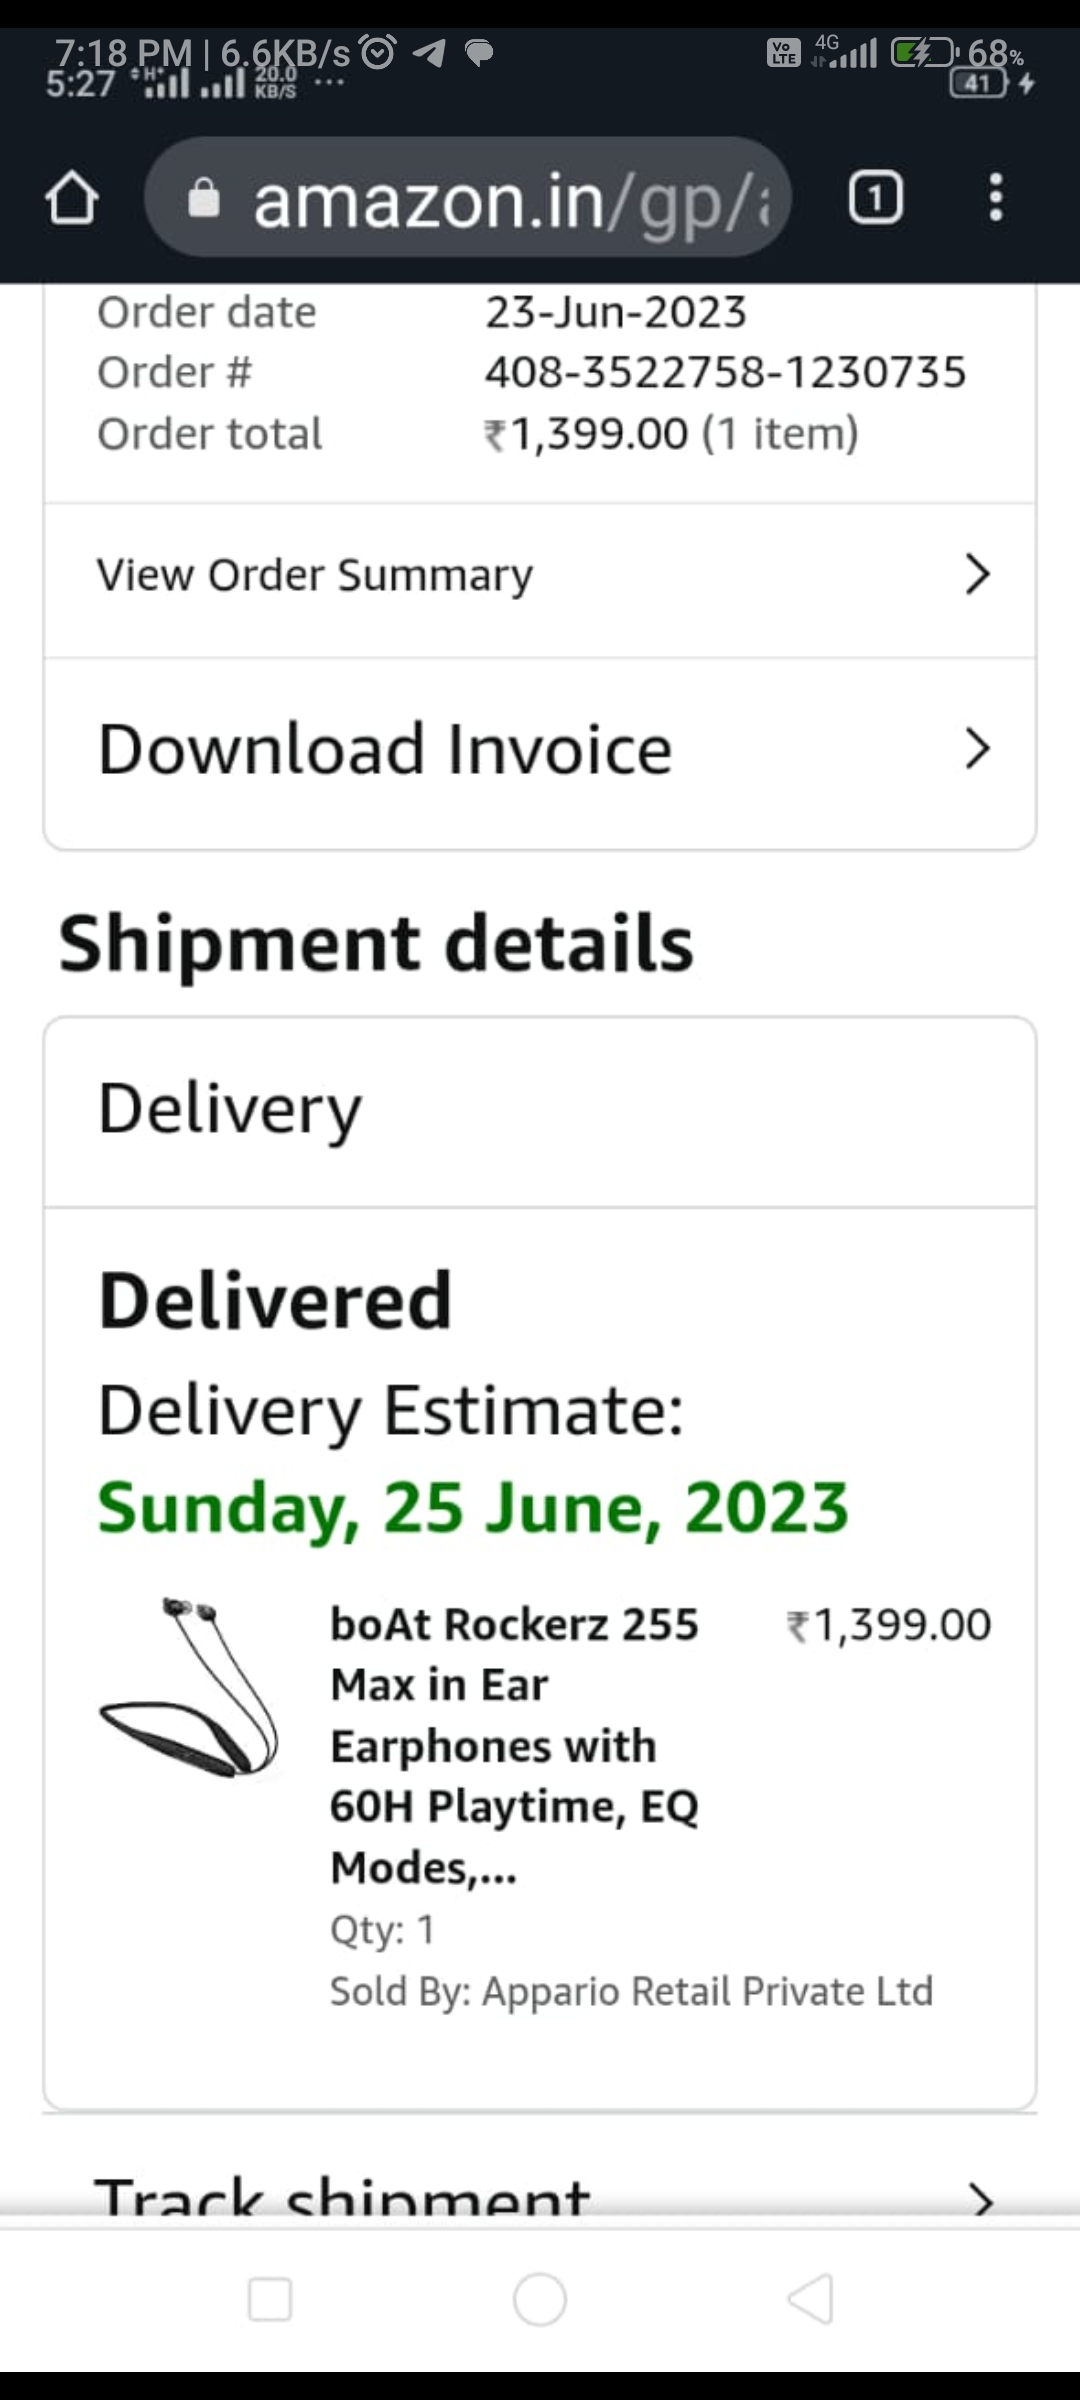 7:18 PM | 6.6KB/s Vo LTE 4G 68%
5:27 H+ 20.0 KB/S ... 41
amazon.in/gp/
1
Order date 23-Jun-2023
Order # 408-3522758-1230735
Order total ₹1,399.00 (1 item)
View Order Summary
Download Invoice
Shipment details
Delivery
Delivered
Delivery Estimate:
Sunday, 25 June, 2023
boAt Rockerz 255 ₹1,399.00
Max in Ear
Earphones with
60H Playtime, EQ
Modes,...
Qty: 1
Sold By: Appario Retail Private Ltd
Track shipment